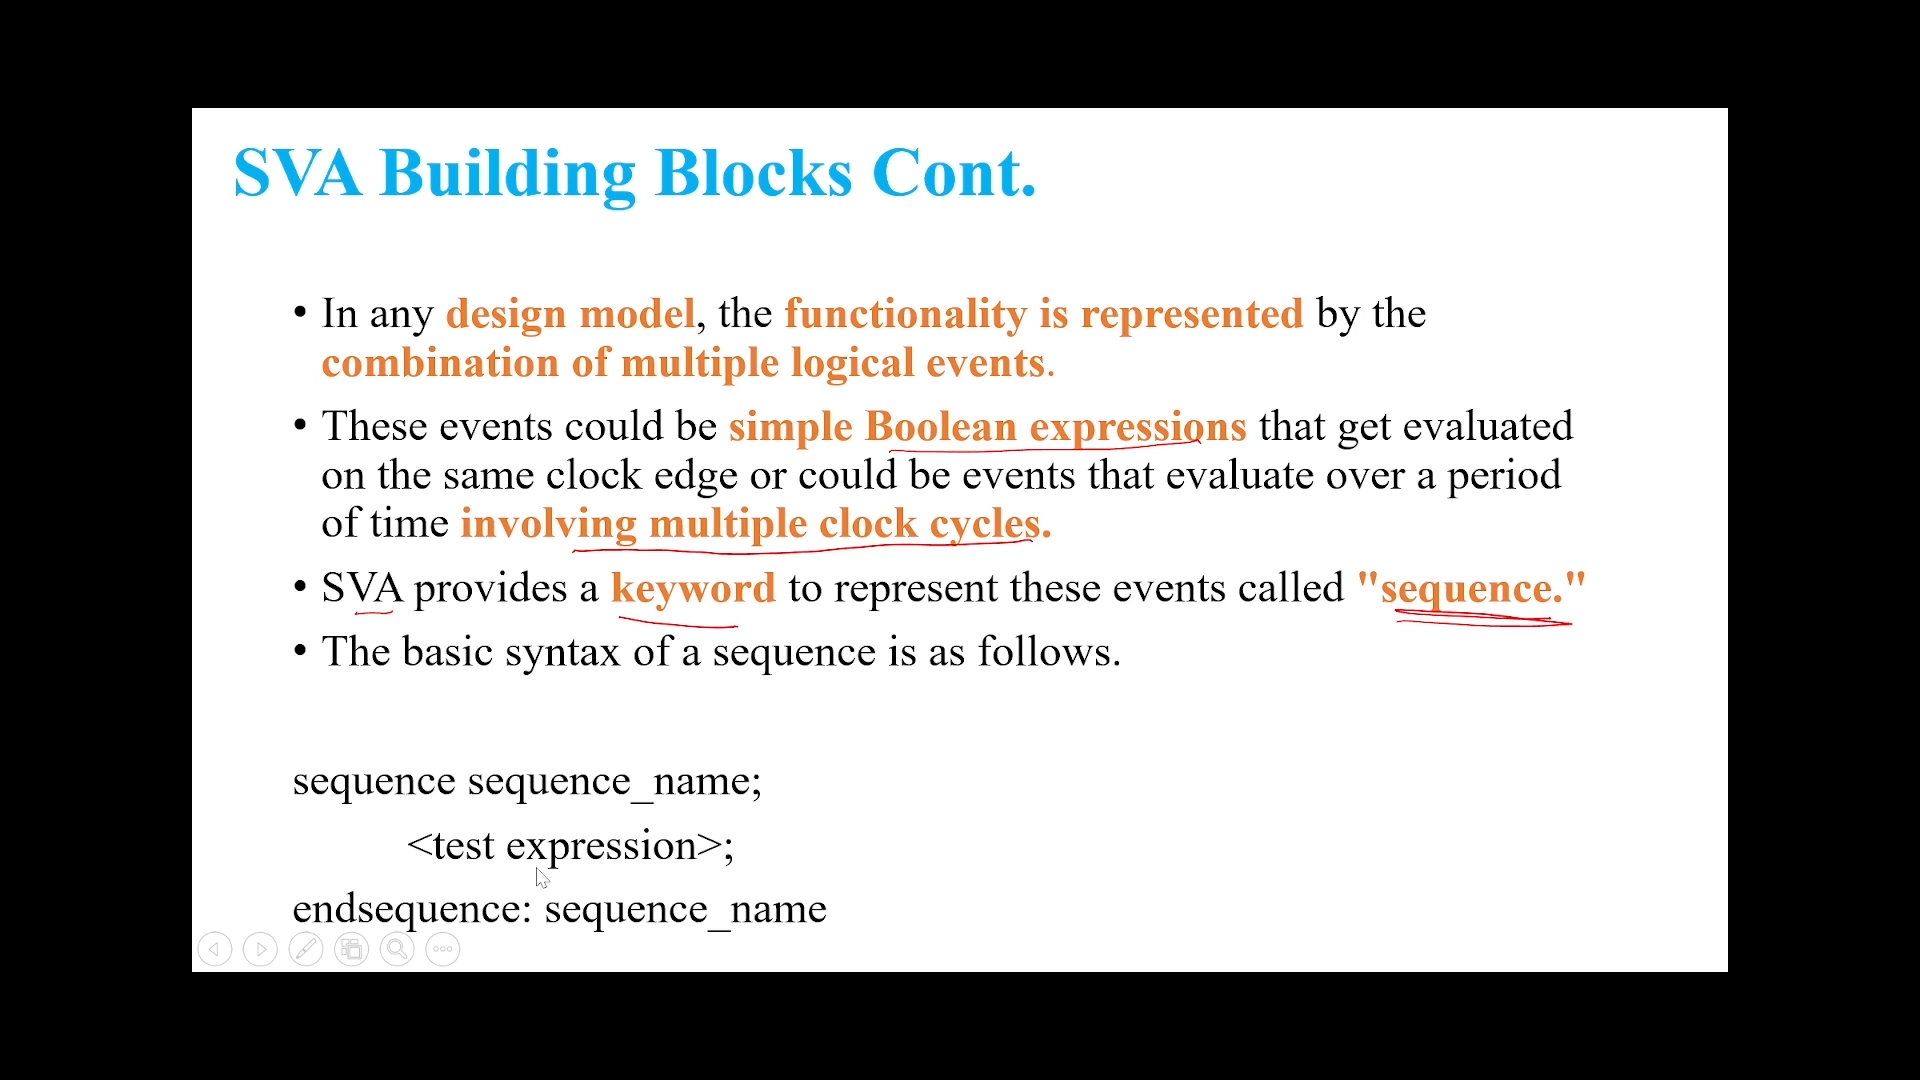 SVA Building Blocks Cont.
• In any design model, the functionality is represented by the
combination of multiple logical events.
• These events could be simple Boolean expressions that get evaluated
on the same clock edge or could be events that evaluate over a period
of time involving multiple clock cycles.
• SVA provides a keyword to represent these events called "sequence."
• The basic syntax of a sequence is as follows.
sequence sequence_name;
<test expression>;
endsequence: sequence_name